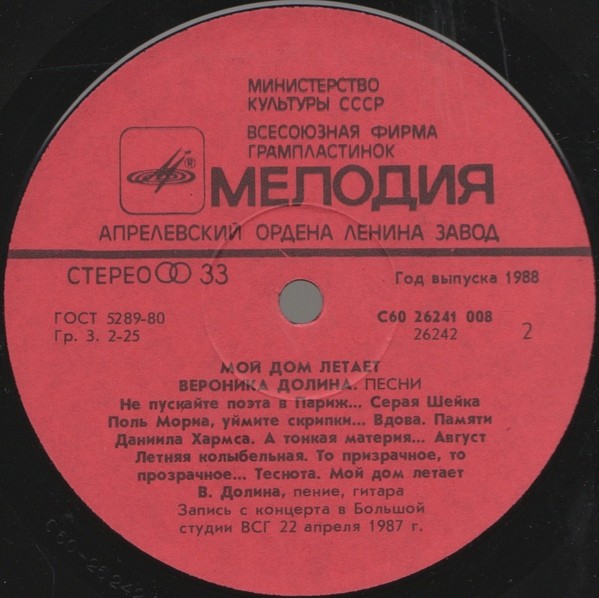 МИНИСТЕРСТВО
КУЛЬТУРЫ СССР
ВСЕСОЮЗНАЯ ФИРМА
ГРАМПЛАСТИНОК
®
МЕЛОДИЯ
АПРЕЛЕВСКИЙ ОРДЕНА ЛЕНИНА ЗАВОД
СТЕРЕО 33
Год выпуска 1988
ГОСТ 5289-80
С60 26241 008
Гр. 3. 2-25
26242
2
МОЙ ДОМ ЛЕТАЕТ
ВЕРОНИКА ДОЛИНА. ПЕСНИ
Не пускайте поэта в Париж... Серая Шейка
Поль Мориа, уймите скрипки... Вдова. Памяти
Даниила Хармса. А тонкая материя... Август
Летняя колыбельная. То призрачное, то
прозрачное... Теснота. Мой дом летает
В. Долина, пение, гитара
Запись с концерта в Большой
студии ВСГ 22 апреля 1987 г.
С60-26242